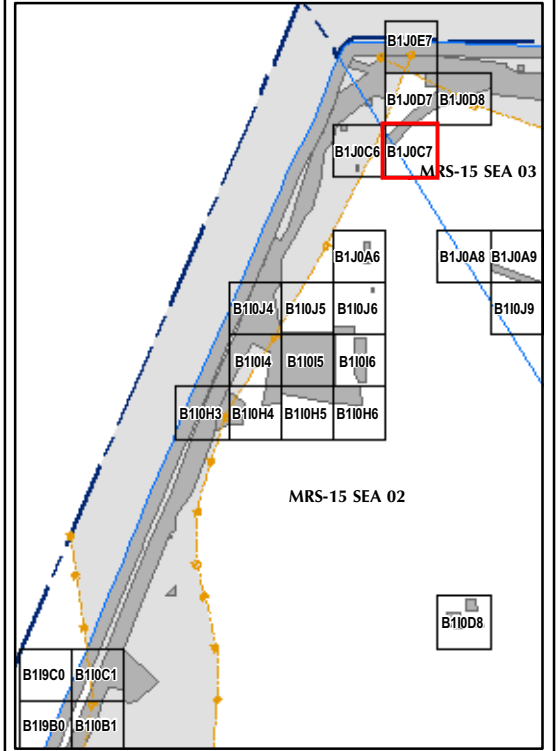 B1J0E7
B1J0D7 B1J0D8
B1J0C6 B1J0C7
MRS-15 SEA 03
B1J0A6 B1J0A8 B1J0A9
B1I0J4 B1I0J5 B1I0J6 B1I0J9
B1I0I4 B1I0I5 B1I0I6
B1I0H3 B1I0H4 B1I0H5 B1I0H6
MRS-15 SEA 02
B1I0D8
B1I9C0 B1I0C1
B1I9B0 B1I0B1